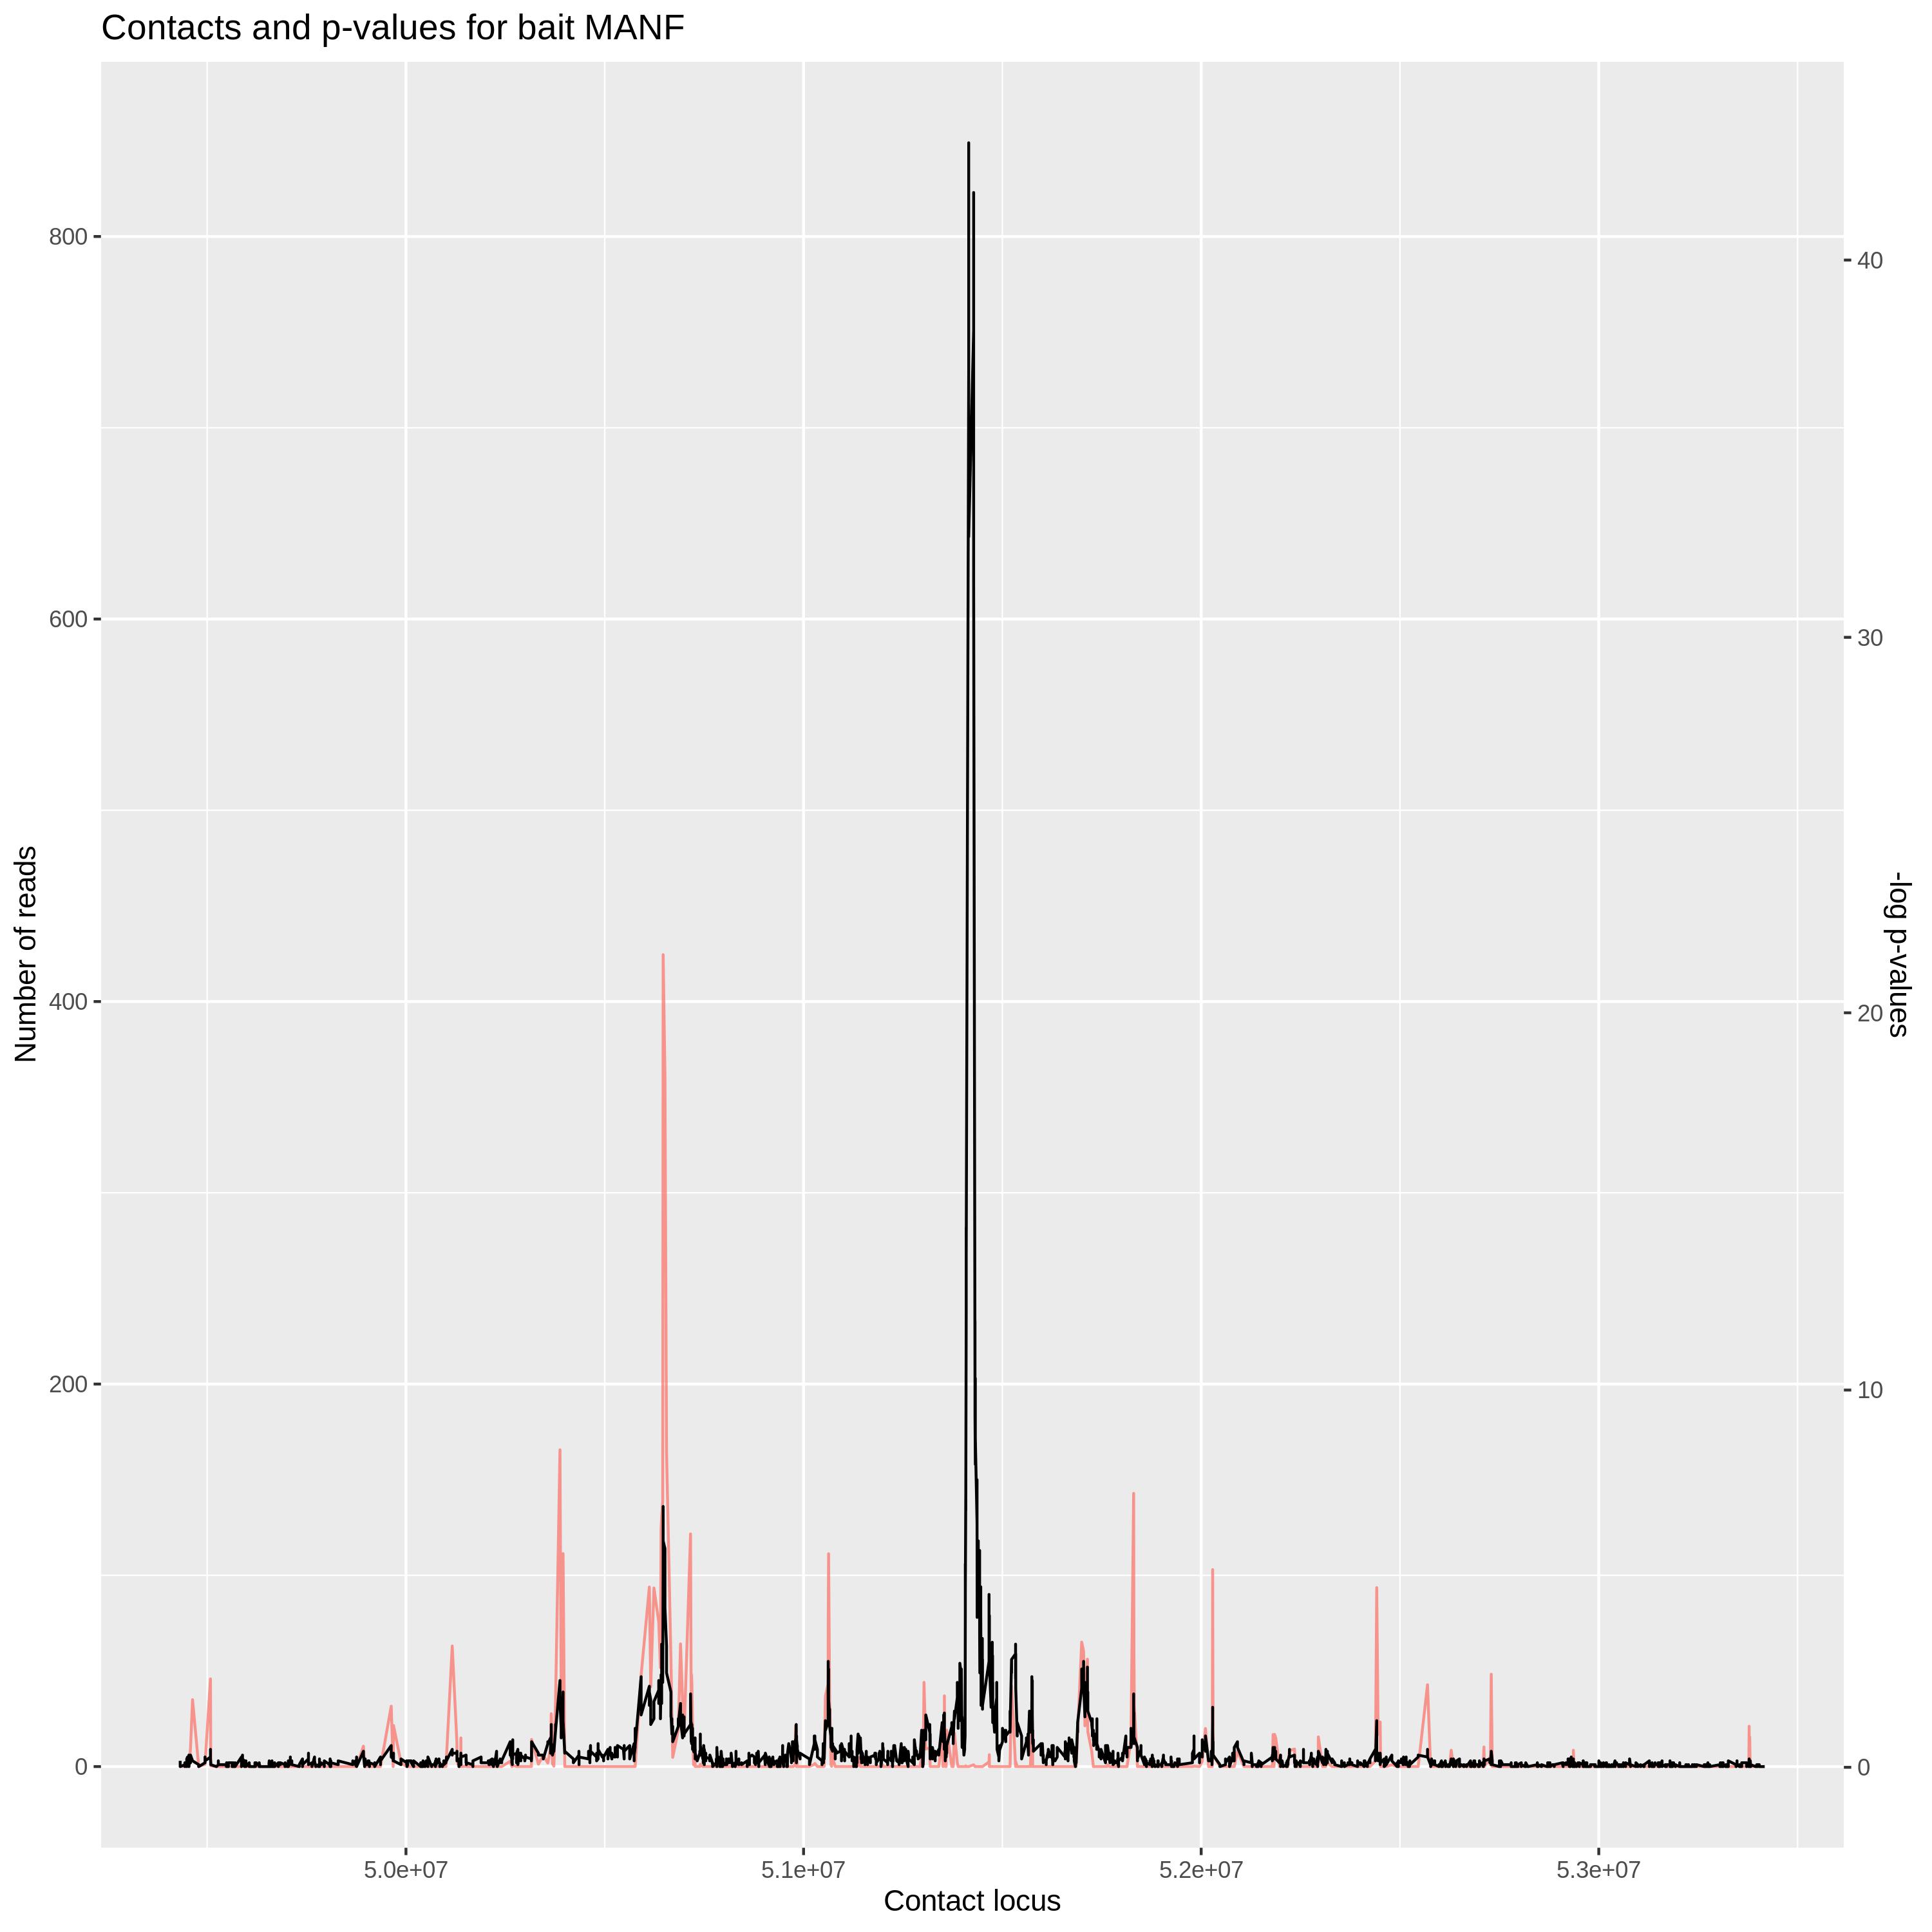 Contacts and p-values for bait MANF
800
600
400
200
0
Number of reads
40
30
20
10
0
-log p-values
5.0e+07
5.1e+07
5.2e+07
5.3e+07
Contact locus